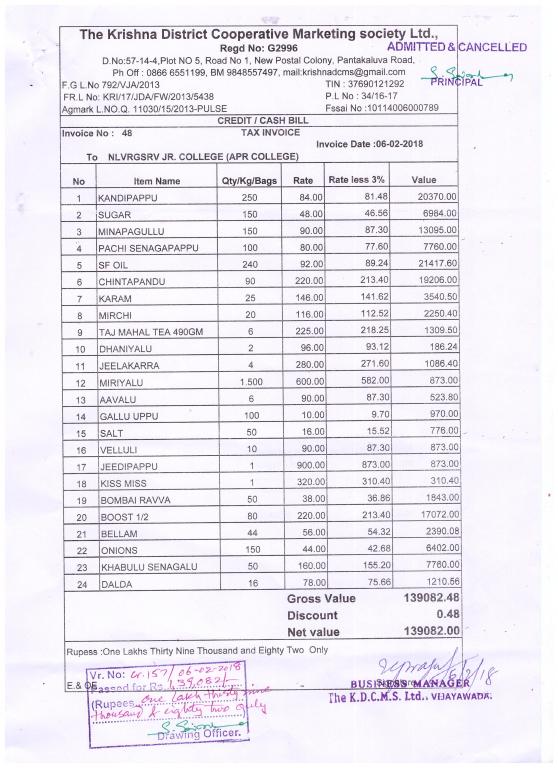 The Krishna District Cooperative Marketing society Ltd.,
Regd No: G2996
ADMITTED & CANCELLED
D.No:57-14-4,Plot NO 5, Road No 1, New Postal Colony, Pantakaluva Road,
Ph Off : 0866 6551199, BM 9848557497, mail:krishnadcms@gmail.com
F.G L.No 792/VJA/2013 TIN : 37690121292
PRINCIPAL
FR.L No: KRI/17/JDA/FW/2013/5438 P.L No : 34/16-17
Agmark L.NO.Q. 11030/15/2013-PULSE Fssai No :10114006000789
CREDIT / CASH BILL
Invoice No : 48 TAX INVOICE
Invoice Date :06-02-2018
To NLVRGSRV JR. COLLEGE (APR COLLEGE)
No Item Name Qty/Kg/Bags Rate Rate less 3% Value
1 KANDIPAPPU 250 84.00 81.48 20370.00
2 SUGAR 150 48.00 46.56 6984.00
3 MINAPAGULLU 150 90.00 87.30 13095.00
4 PACHI SENAGAPAPPU 100 80.00 77.60 7760.00
5 SF OIL 240 92.00 89.24 21417.60
6 CHINTAPANDU 90 220.00 213.40 19206.00
7 KARAM 25 146.00 141.62 3540.50
8 MIRCHI 20 116.00 112.52 2250.40
9 TAJ MAHAL TEA 490GM 6 225.00 218.25 1309.50
10 DHANIYALU 2 96.00 93.12 186.24
11 JEELAKARRA 4 280.00 271.60 1086.40
12 MIRIYALU 1.500 600.00 582.00 873.00
13 AAVALU 6 90.00 87.30 523.80
14 GALLU UPPU 100 10.00 9.70 970.00
15 SALT 50 16.00 15.52 776.00
16 VELLULI 10 90.00 87.30 873.00
17 JEEDIPAPPU 1 900.00 873.00 873.00
18 KISS MISS 1 320.00 310.40 310.40
19 BOMBAI RAVVA 50 38.00 36.86 1843.00
20 BOOST 1/2 80 220.00 213.40 17072.00
21 BELLAM 44 56.00 54.32 2390.08
22 ONIONS 150 44.00 42.68 6402.00
23 KHABULU SENAGALU 50 160.00 155.20 7760.00
24 DALDA 16 78.00 75.66 1210.56
Gross Value 139082.48
Discount 0.48
Net value 139082.00
Rupess :One Lakhs Thirty Nine Thousand and Eighty Two Only
Vr. No: Cr.157/06-02-2018
E.& OE
Passed for Rs. 1,39,082/-
(Rupees one lakh thirty nine
thousand & eighty two only
Drawing Officer.
BUSINESS MANAGER
The K.D.C.M.S. Ltd., VIJAYAWADA.